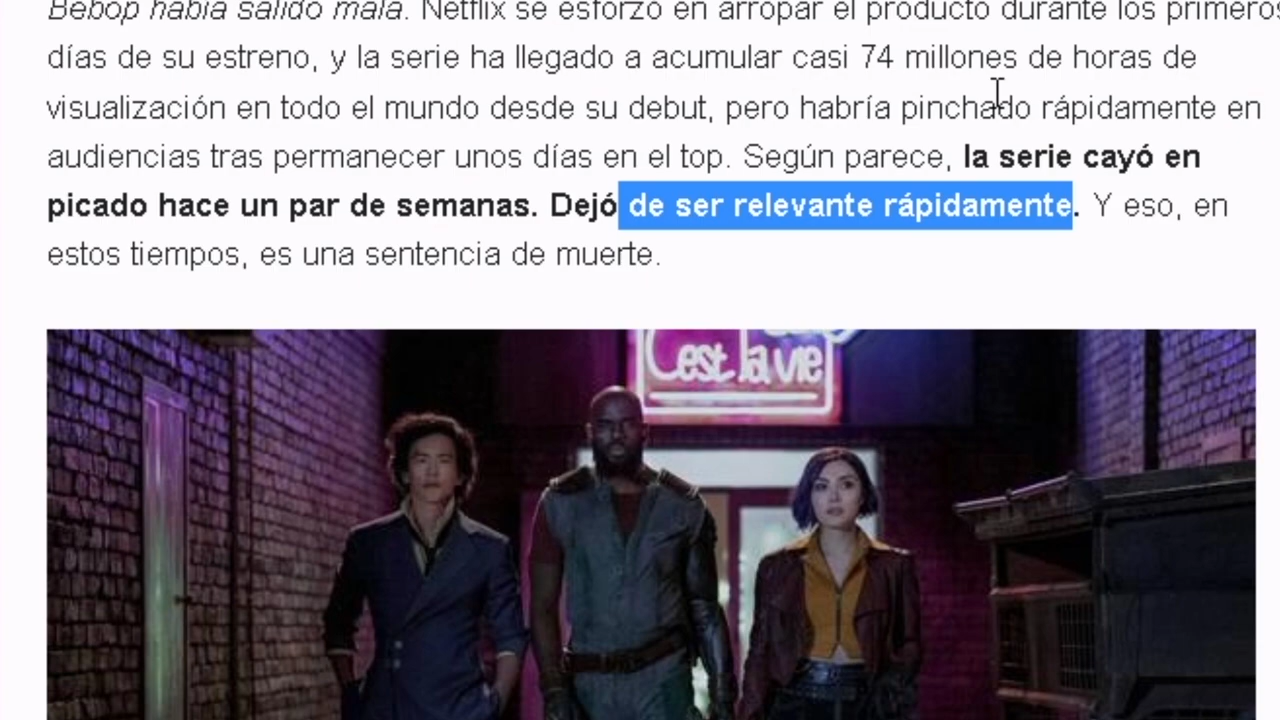 Bebop había salido mala. Netflix se esforzó en arropar el producto durante los primeros
días de su estreno, y la serie ha llegado a acumular casi 74 millones de horas de
visualización en todo el mundo desde su debut, pero habría pinchado rápidamente en
audiencias tras permanecer unos días en el top. Según parece, la serie cayó en
picado hace un par de semanas. Dejó de ser relevante rápidamente. Y eso, en
estos tiempos, es una sentencia de muerte.
C'est la vie